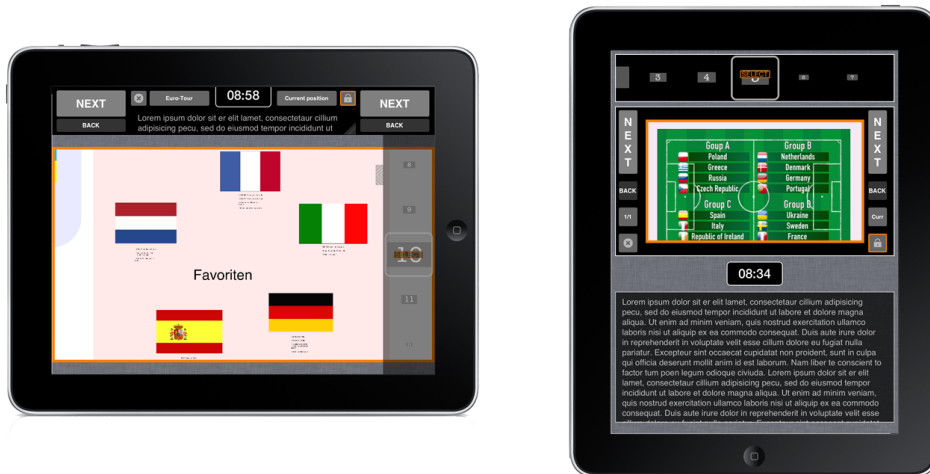 NEXT
BACK
Euro-Tour
08:58
Current position
NEXT
BACK
Lorem ipsum dolor sit er elit lamet, consectetaur cillium
adipisicing pecu, sed do eiusmod tempor incididunt ut
8
9
SELECT
10
11
Favoriten
3
4
SELECT
5
6
7
NEXT
BACK
1/1
Goup A
Poland
Greece
Russia
Czech Republic
Group B
Netherlands
Denmark
Germany
Portugal
Group C
Spain
Italy
Republic of Ireland
Group B
Ukraine
Sweden
France
NEXT
BACK
Curr
08:34
Lorem ipsum dolor sit er elit lamet, consectetaur cillium adipisicing
pecu, sed do eiusmod tempor incididunt ut labore et dolore magna
aliqua. Ut enim ad minim veniam, quis nostrud exercitation ullamco
laboris nisi ut aliquip ex ea commodo consequat. Duis aute irure dolor
in reprehenderit in voluptate velit esse cillum dolore eu fugiat nulla
pariatur. Excepteur sint occaecat cupidatat non proident, sunt in culpa
qui officia deserunt mollit anim id est laborum. Nam liber te conscient to
factor tum poen legum odioque civiuda. Lorem ipsum dolor sit er elit
lamet, consectetaur cillium adipisicing pecu, sed do eiusmod tempor
incididunt ut labore et dolore magna aliqua. Ut enim ad minim veniam,
quis nostrud exercitation ullamco laboris nisi ut aliquip ex ea commodo
consequat. Duis aute irure dolor in reprehenderit in voluptate velit esse